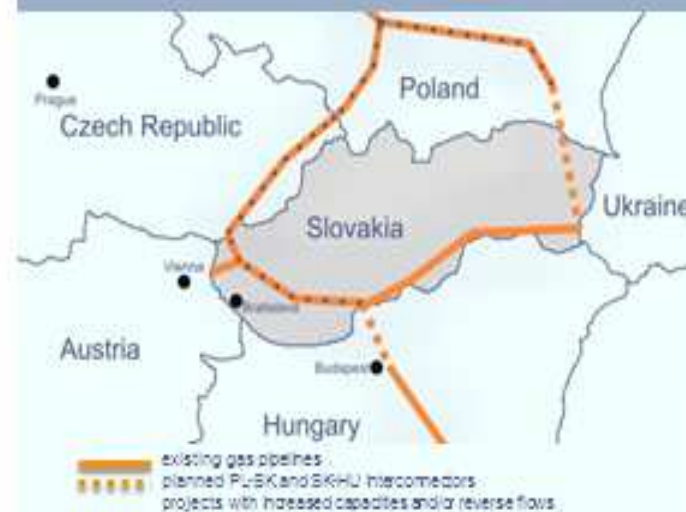 Poland
Prague
Czech Republic
Ukraine
Slovakia
Vienna
Bratislava
Austria
Budapest
Hungary
existing gas pipelines
planned PL-SK and SK-HU interconnectors
projects with increased capacities and/or reverse flows